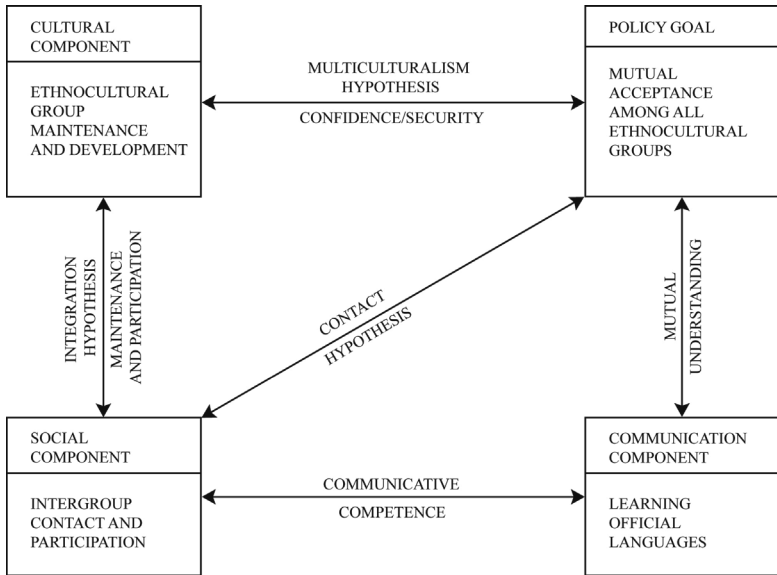 CULTURAL
COMPONENT
ETHNOCULTURAL
GROUP
MAINTENANCE
AND DEVELOPMENT
MULTICULTURALISM
HYPOTHESIS
CONFIDENCE/SECURITY
POLICY GOAL
MUTUAL
ACCEPTANCE
AMONG ALL
ETHNOCULTURAL
GROUPS
INTEGRATION
HYPOTHESIS
MAINTENANCE
AND PARTICIPATION
CONTACT
HYPOTHESIS
MUTUAL
UNDERSTANDING
SOCIAL
COMPONENT
INTERGROUP
CONTACT AND
PARTICIPATION
COMMUNICATIVE
COMPETENCE
COMMUNICATION
COMPONENT
LEARNING
OFFICIAL
LANGUAGES